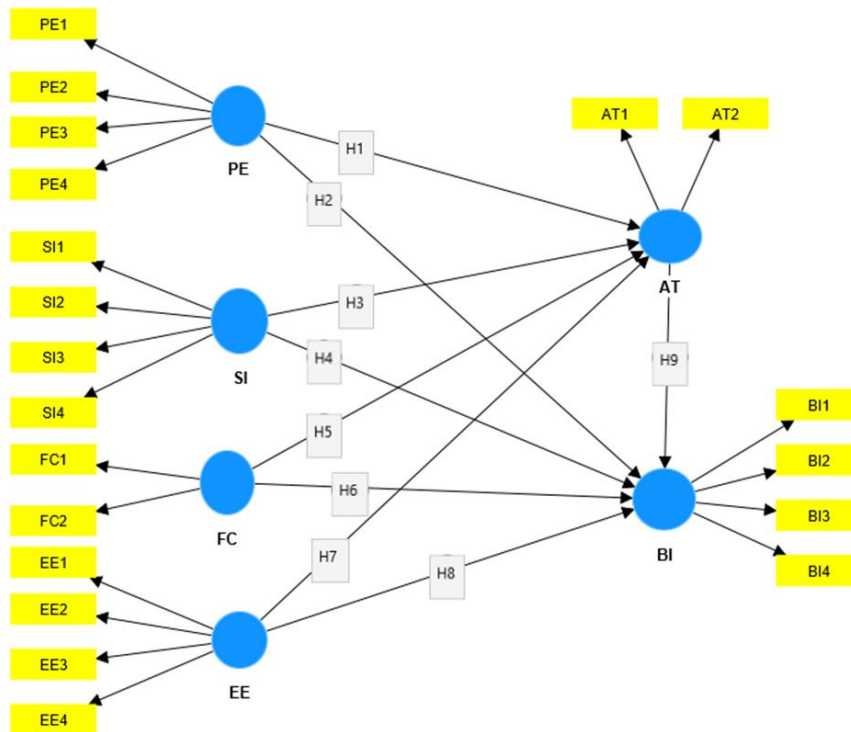 PE1
PE2
PE3
PE4
PE
SI1
SI2
SI3
SI4
SI
FC1
FC2
FC
EE1
EE2
EE3
EE4
EE
H1
H2
H3
H4
H5
H6
H7
H8
AT1
AT2
AT
H9
BI1
BI2
BI3
BI4
BI